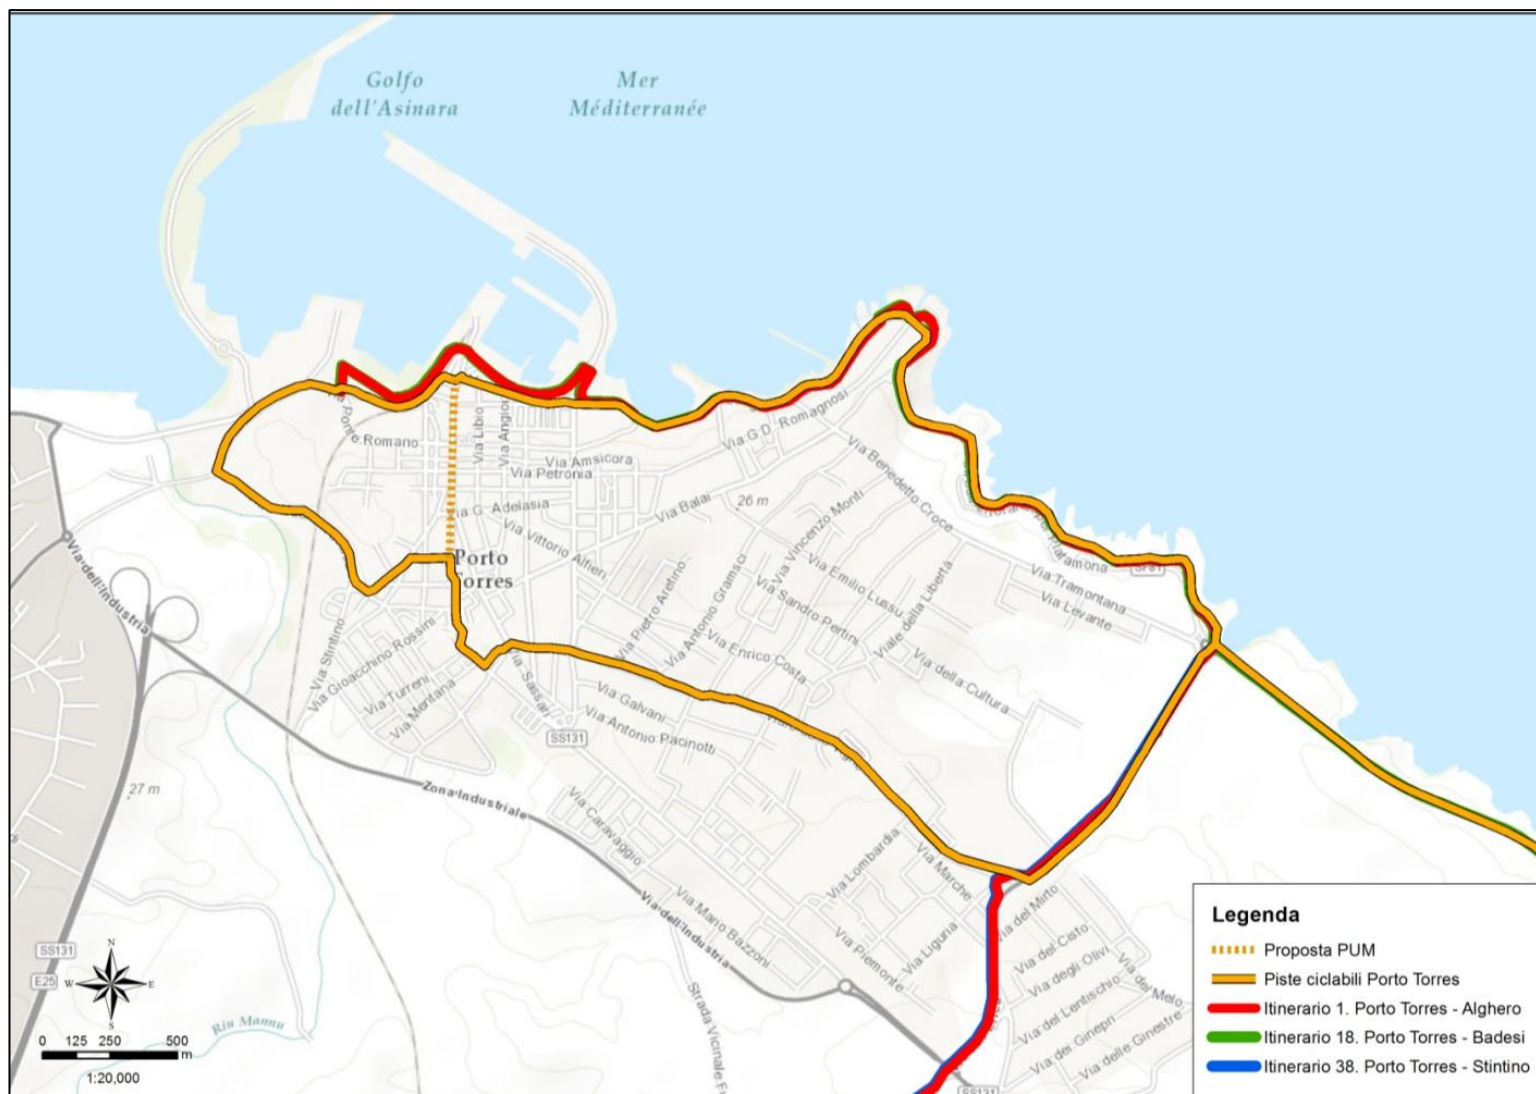 Golfo
dell'Asinara
Mer
Méditerranée
Ponte Romano
Via Libio
Via Angioi
Via G.D. Romagnosi
Via Amsicora
Via Petronia
Via Balai
26 m
Via Benedetto Croce
Via G. Adelasia
Via Vittorio Alfieri
Via Vincenzo Monti
Platamona
SP81
Porto
Torres
Via Pietro Aretino
Via Antonio Gramsci
Via Emilio Lussu
Via Sandro Pertini
Viale della Libertà
Via Tramontana
Via Levante
Via dell'Industria
Via Stintino
Via Gioacchino Rossini
Via Turreni
Via Montana
Via Sassari
Via Enrico Costa
Via della Cultura
Via Galvani
Via Antonio Pacinotti
SS131
27 m
Zona Industriale
Via Caravaggio
Via Lombardia
Via Marche
Via Mario Bazzoni
Via dell'Industria
Via Piemonte
Via Liguria
Via del Mirto
Via del Cisto
Via degli Olivi
Via del Melo
Via del Lentischio
Via dei Ginepri
Via delle Ginestre
Strada Vicinale
SS131
SS131
E25
Riu Mannu
N
W
E
S
0 125 250 500
m
1:20,000
Legenda
Proposta PUM
Piste ciclabili Porto Torres
Itinerario 1. Porto Torres - Alghero
Itinerario 18. Porto Torres - Badesi
Itinerario 38. Porto Torres - Stintino